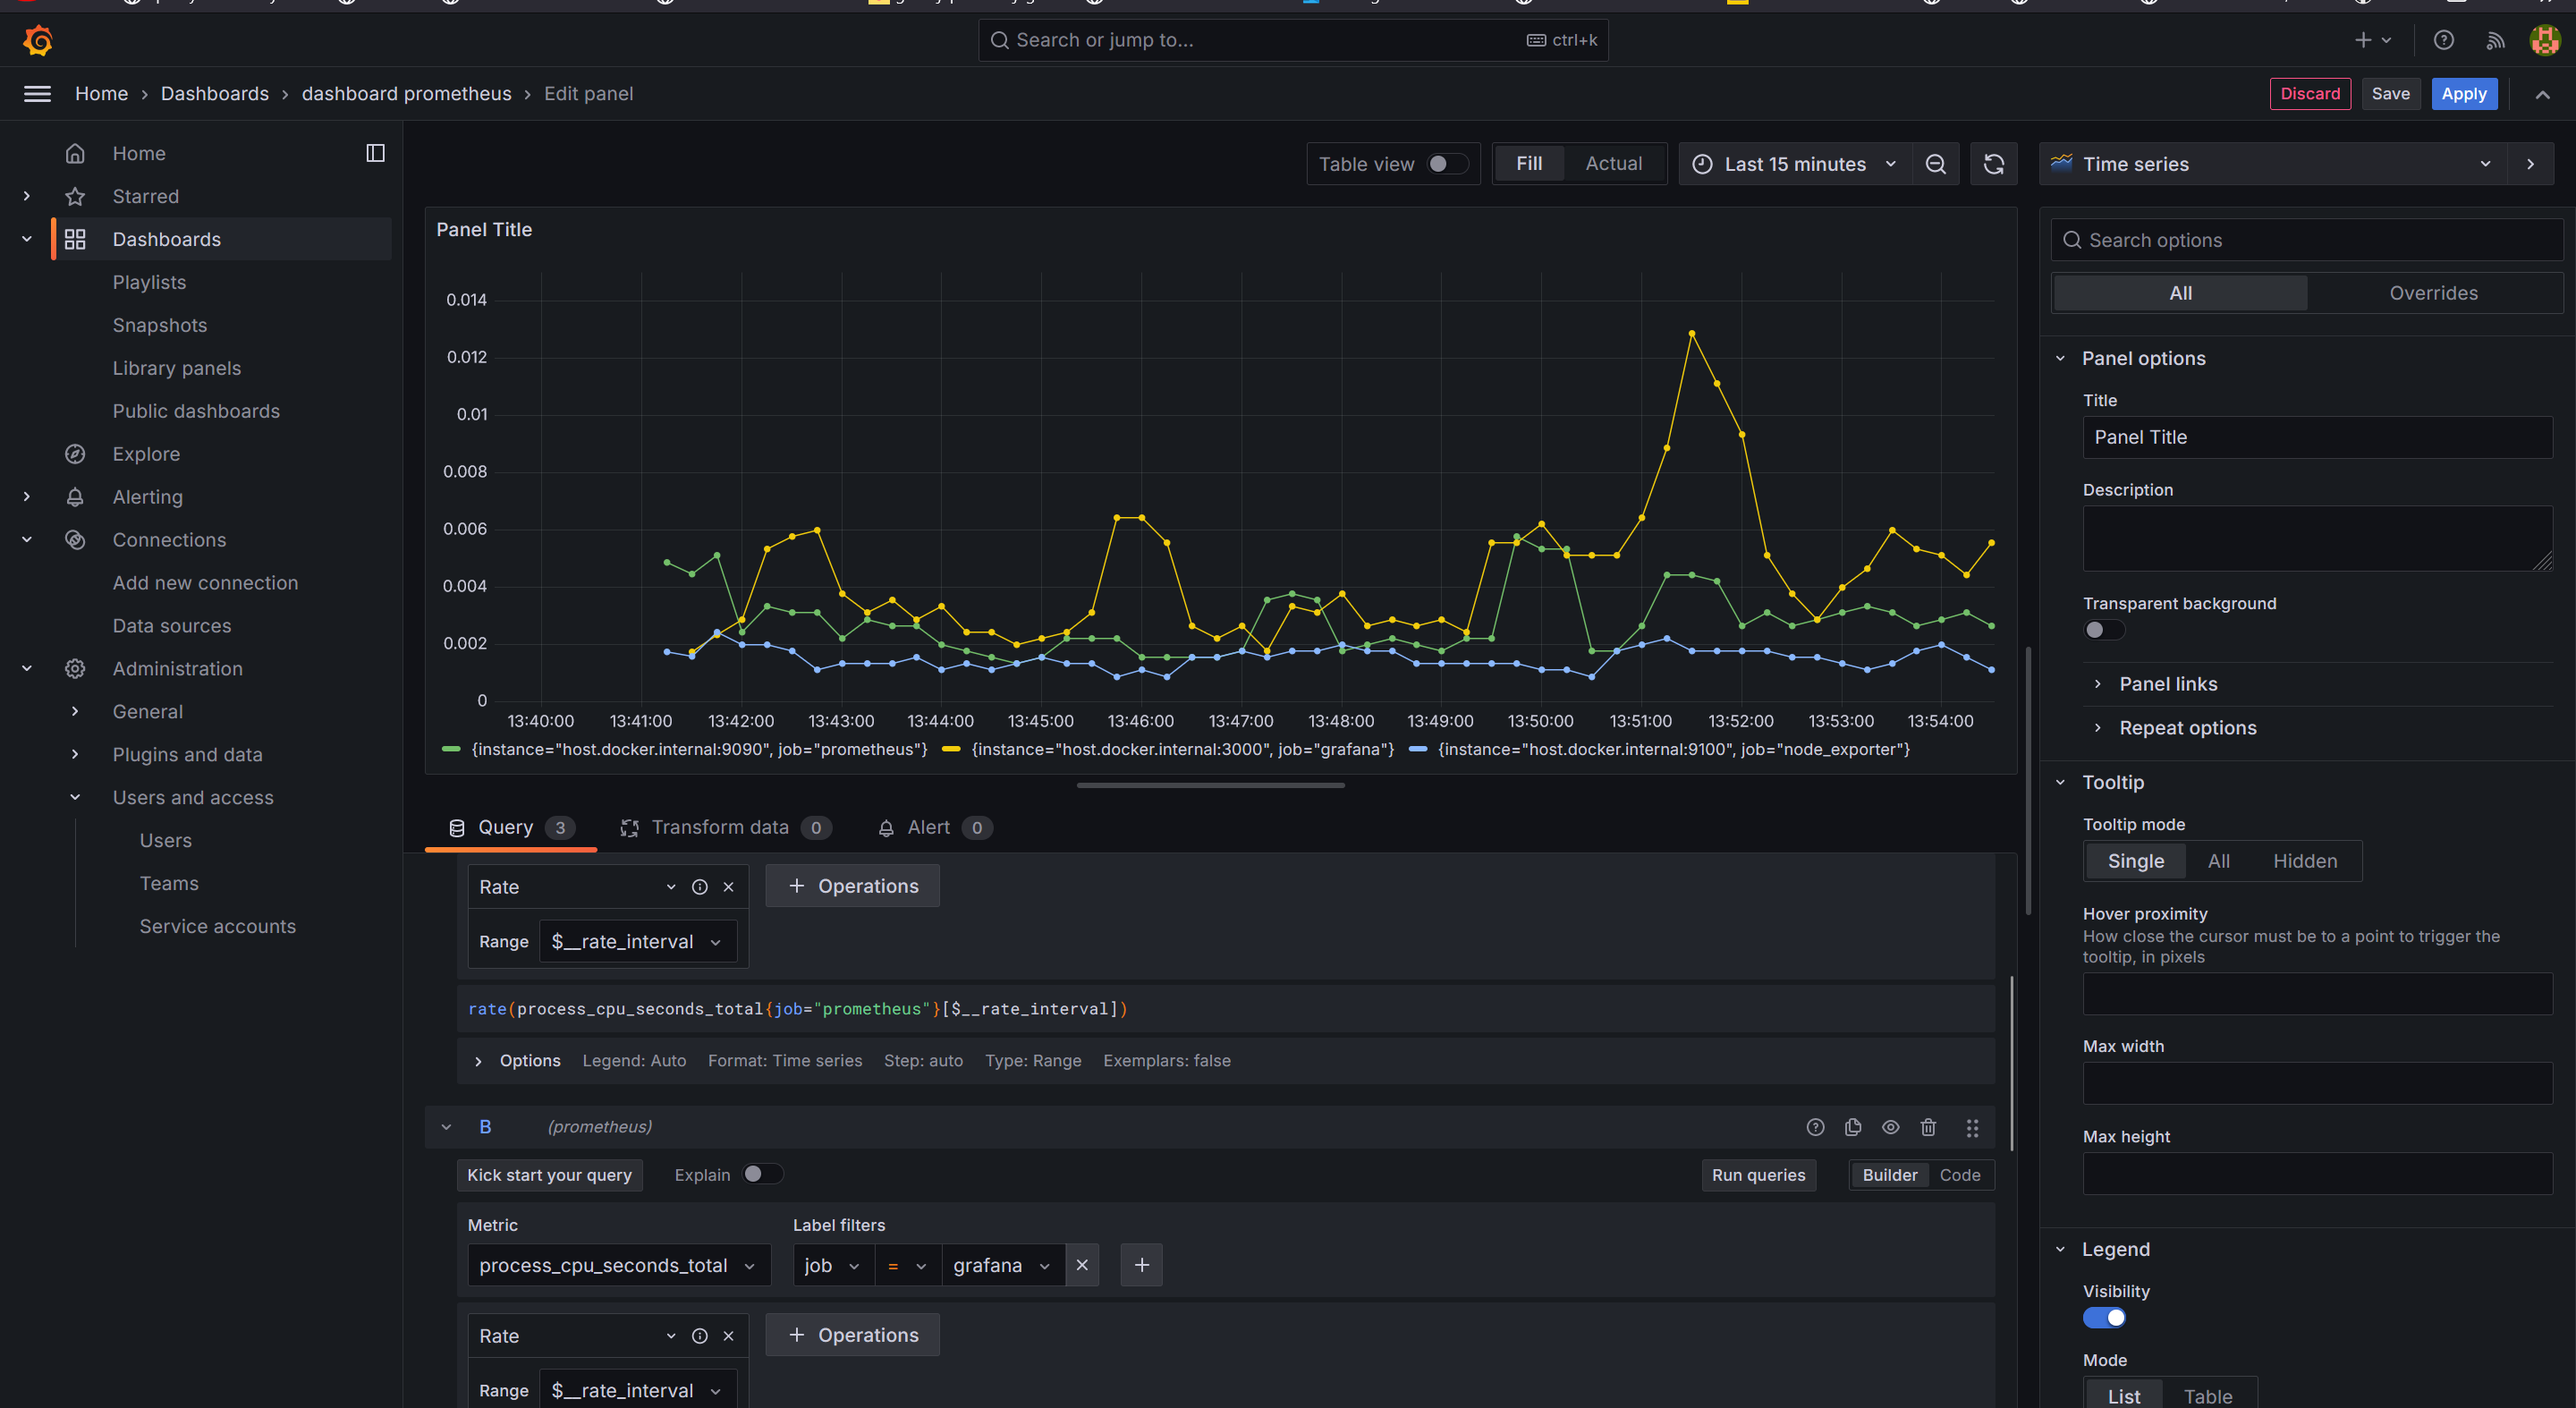 Search or jump to...
ctrl+k
Home
Dashboards
dashboard prometheus
Edit panel
Discard
Save
Apply
Home
Starred
Dashboards
Playlists
Snapshots
Library panels
Public dashboards
Explore
Alerting
Connections
Add new connection
Data sources
Administration
General
Plugins and data
Users and access
Users
Teams
Service accounts
Table view
Fill
Actual
Last 15 minutes
Panel Title
0.014
0.012
0.01
0.008
0.006
0.004
0.002
0
13:40:00 13:41:00 13:42:00 13:43:00 13:44:00 13:45:00 13:46:00 13:47:00 13:48:00 13:49:00 13:50:00 13:51:00 13:52:00 13:53:00 13:54:00
{instance="host.docker.internal:9090", job="prometheus"} {instance="host.docker.internal:3000", job="grafana"} {instance="host.docker.internal:9100", job="node_exporter"}
Query 3
Transform data 0
Alert 0
Rate
+ Operations
Range $__rate_interval
rate(process_cpu_seconds_total{job="prometheus"}[$__rate_interval])
Options Legend: Auto Format: Time series Step: auto Type: Range Exemplars: false
B (prometheus)
Kick start your query
Explain
Run queries
Builder
Code
Metric
Label filters
process_cpu_seconds_total
job = grafana
Rate
+ Operations
Range $__rate_interval
Time series
Search options
All
Overrides
Panel options
Title
Panel Title
Description
Transparent background
Panel links
Repeat options
Tooltip
Tooltip mode
Single All Hidden
Hover proximity
How close the cursor must be to a point to trigger the
tooltip, in pixels
Max width
Max height
Legend
Visibility
Mode
List Table